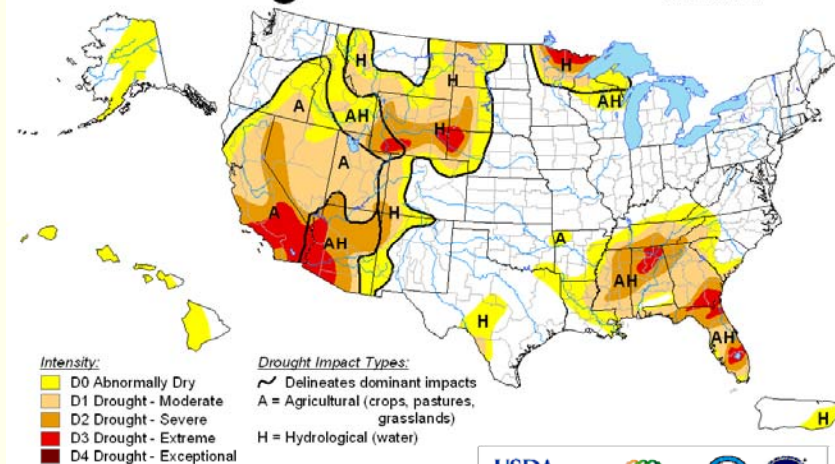 H
H
H
AH
A
AH
H
A
H
A
AH
A
AH
H
AH
H
Intensity:
D0 Abnormally Dry
D1 Drought - Moderate
D2 Drought - Severe
D3 Drought - Extreme
D4 Drought - Exceptional
Drought Impact Types:
Delineates dominant impacts
A = Agricultural (crops, pastures,
grasslands)
H = Hydrological (water)
USDA